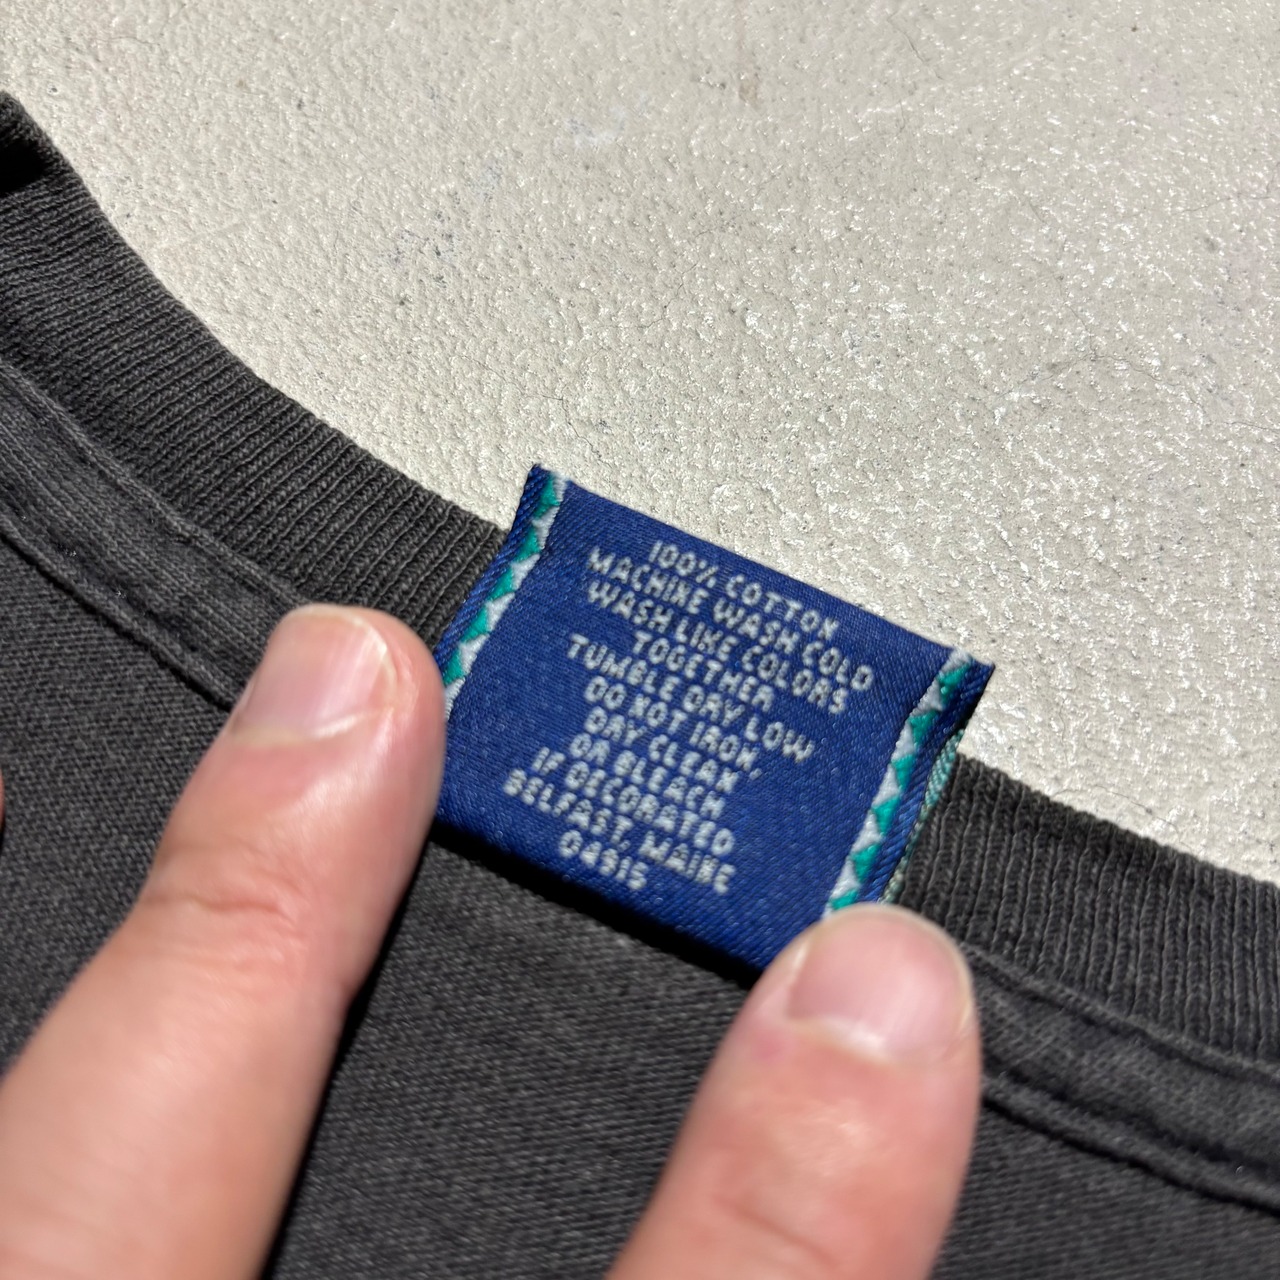 100% COTTON
MACHINE WASH COLD
WASH LIKE COLORS
TOGETHER
TUMBLE DRY LOW
DO NOT IRON,
DRY CLEAN
OR BLEACH
IF DECORATED
BELFAST, MAINE
04915